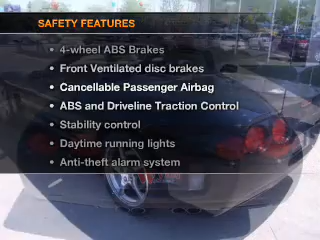 SAFETY FEATURES
• 4-wheel ABS Brakes
• Front Ventilated disc brakes
• Cancellable Passenger Airbag
• ABS and Driveline Traction Control
• Stability control
• Daytime running lights
• Anti-theft alarm system